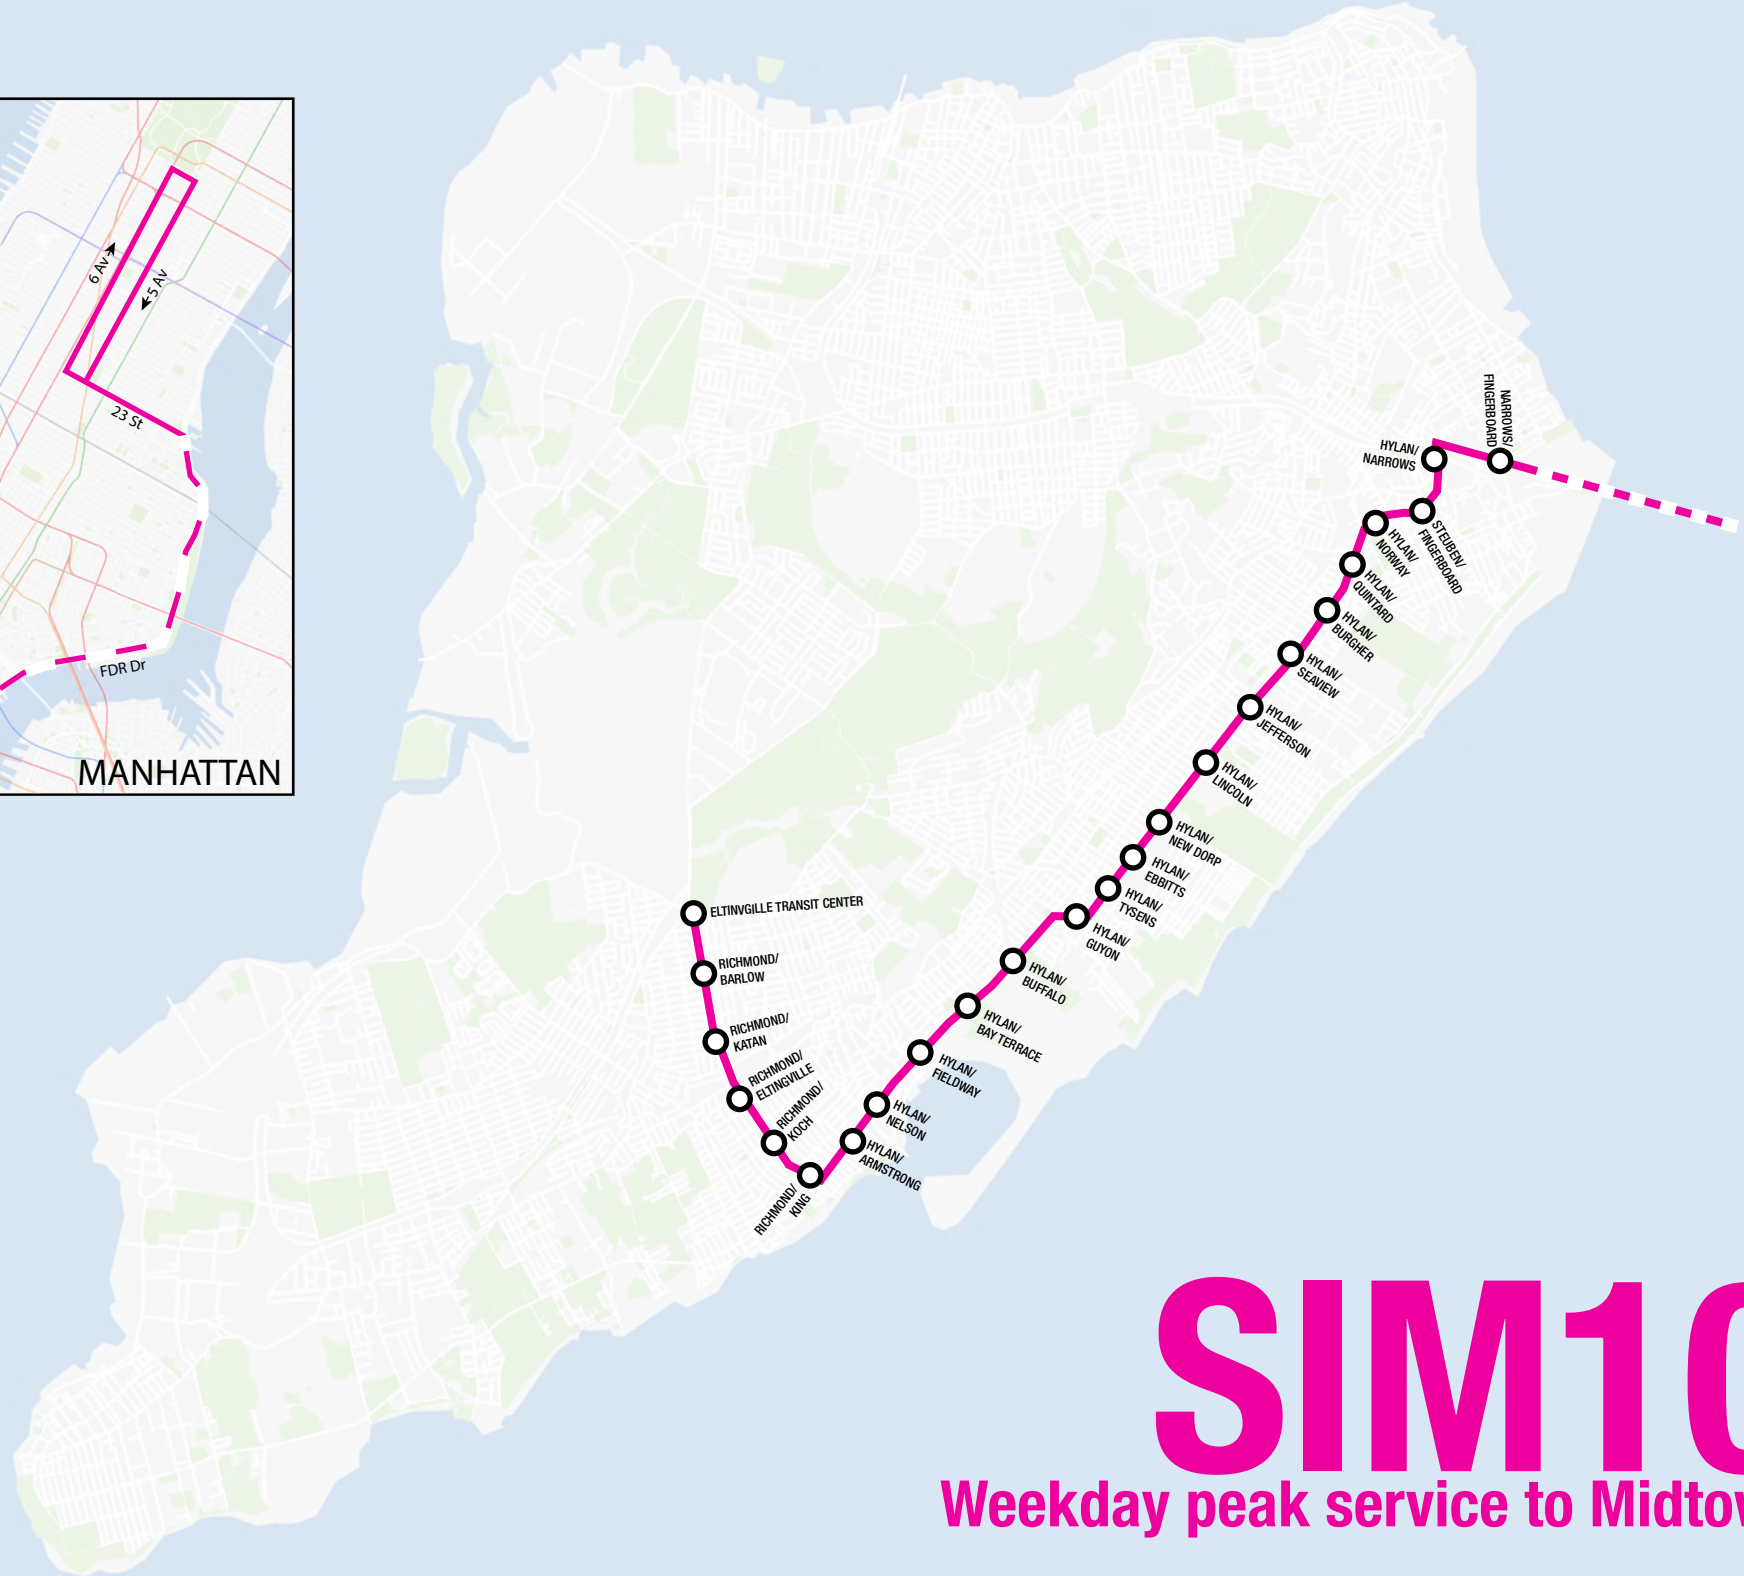 6 Av
5 Av
23 St
FDR Dr
MANHATTAN
NARROWS/
FINGERBOARD
HYLAN/
NARROWS
STEUBEN/
FINGERBOARD
HYLAN/
NORWAY
HYLAN/
QUINTARD
HYLAN/
BURGHER
HYLAN/
SEAVIEW
HYLAN/
JEFFERSON
HYLAN/
LINCOLN
HYLAN/
NEW DORP
HYLAN/
EBBITTS
HYLAN/
TYSENS
HYLAN/
GUYON
HYLAN/
BUFFALO
HYLAN/
BAY TERRACE
HYLAN/
FIELDWAY
HYLAN/
NELSON
HYLAN/
ARMSTRONG
ELTINVGILLE TRANSIT CENTER
RICHMOND/
BARLOW
RICHMOND/
KATAN
RICHMOND/
ELTINGVILLE
RICHMOND/
KOCH
RICHMOND/
KING
SIM10
Weekday peak service to Midtow